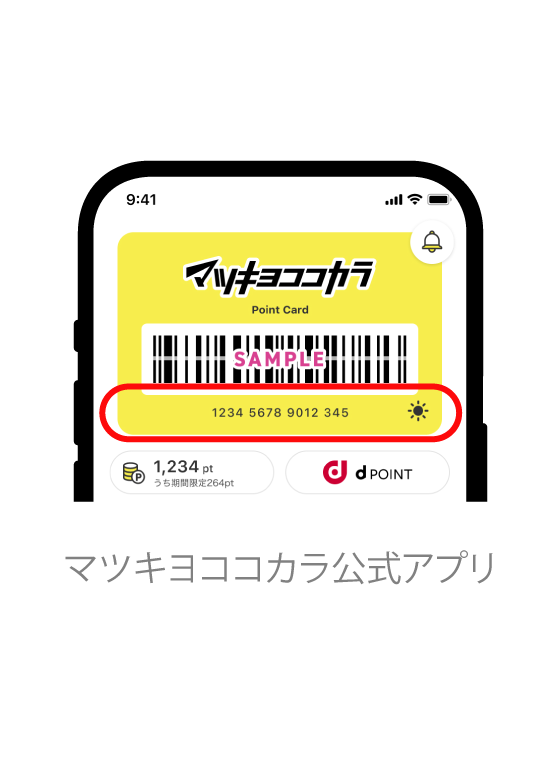 9:41
マツキヨココカラ
Point Card
SAMPLE
1234 5678 9012 345
1,234 pt
うち期間限定264pt
d POINT
マツキヨココカラ公式アプリ